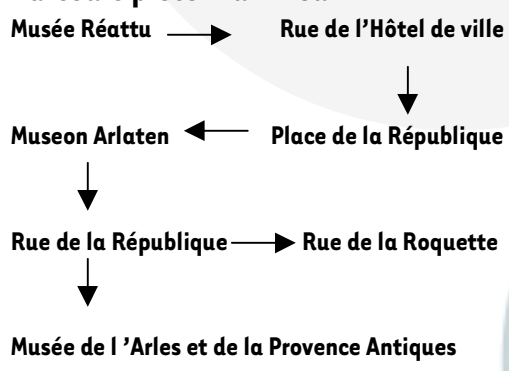 Musée Réattu
Rue de l'Hôtel de ville
Museon Arlaten
Place de la République
Rue de la République
Rue de la Roquette
Musée de l 'Arles et de la Provence Antiques